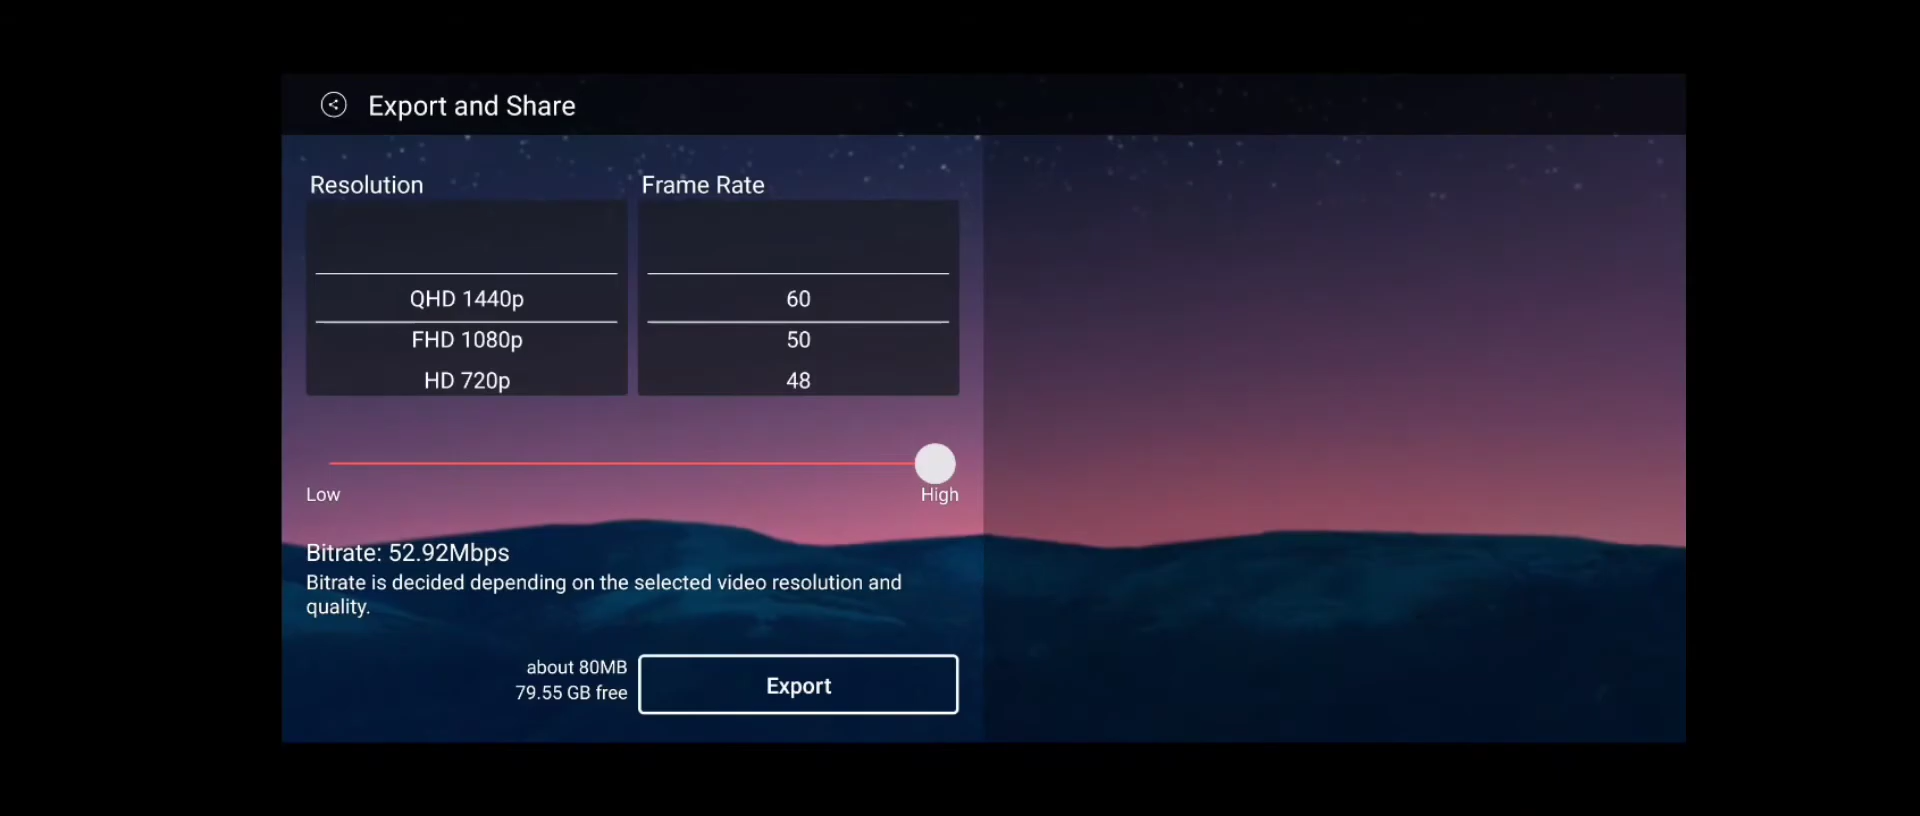 Export and Share
Resolution
Frame Rate
QHD 1440p
60
FHD 1080p
50
HD 720p
48
Low
High
Bitrate: 52.92Mbps
Bitrate is decided depending on the selected video resolution and
quality.
about 80MB
79.55 GB free
Export